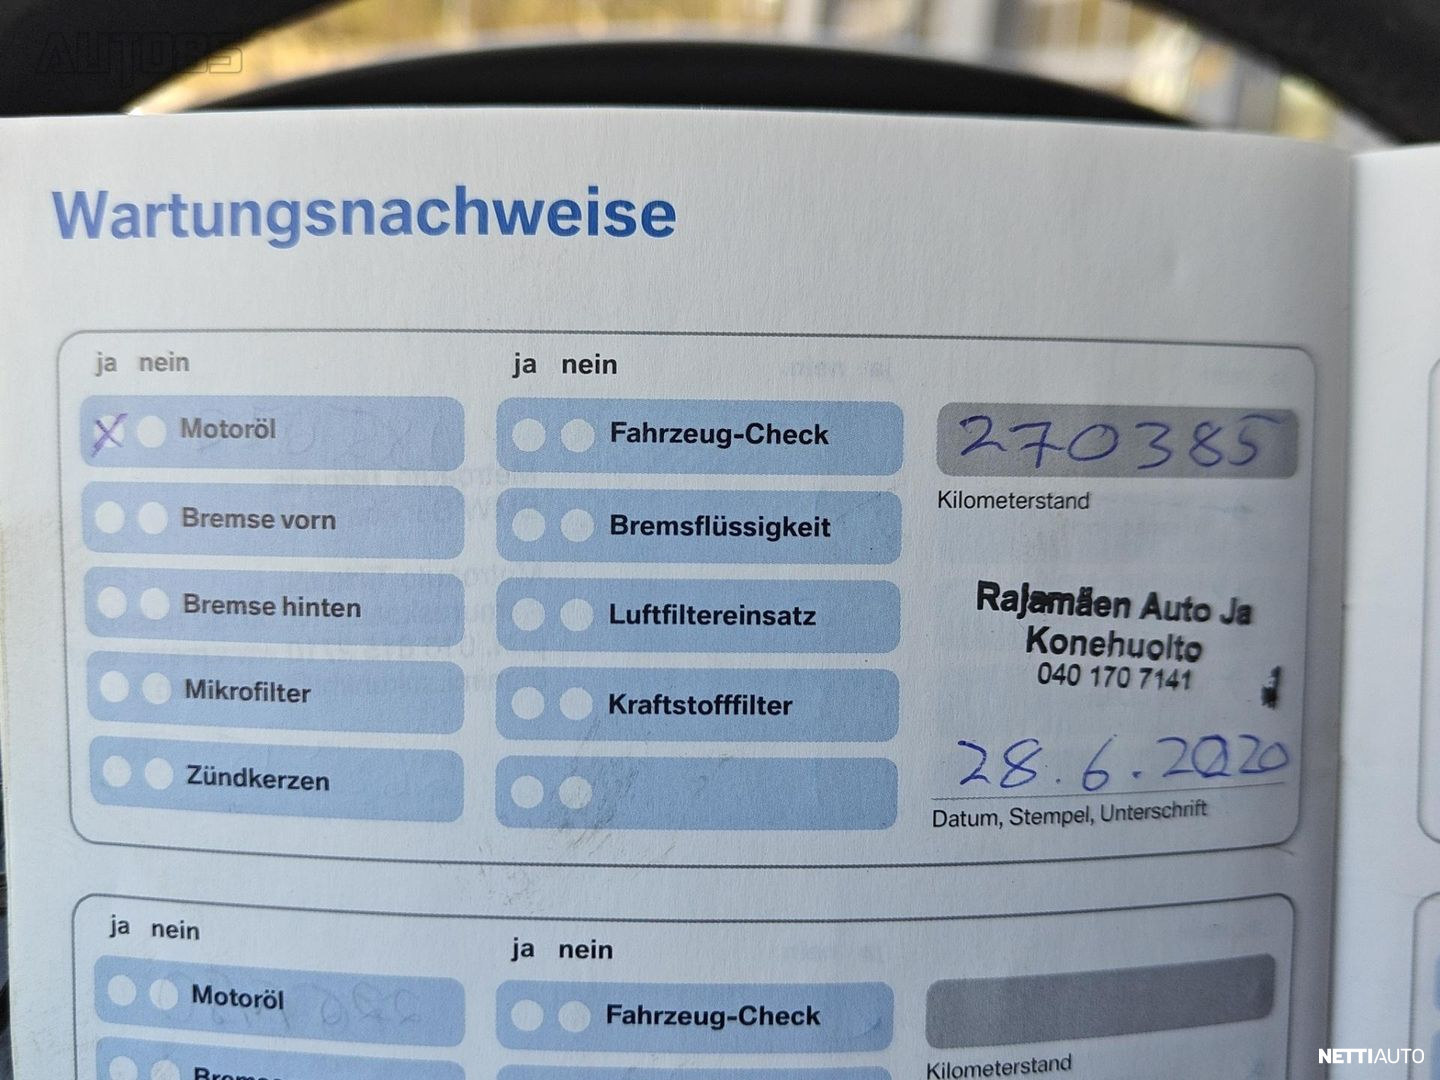 AUTO85
Wartungsnachweise
ja nein
X Motoröl
Bremse vorn
Bremse hinten
Mikrofilter
Zündkerzen
ja nein
Fahrzeug-Check
Bremsflüssigkeit
Luftfiltereinsatz
Kraftstofffilter
270385
Kilometerstand
Rajamäen Auto Ja
Konehuolto
040 170 7141
28.6.2020
Datum, Stempel, Unterschrift
ja nein
Motoröl
ja nein
Fahrzeug-Check
Kilometerstand
NETTIAUTO